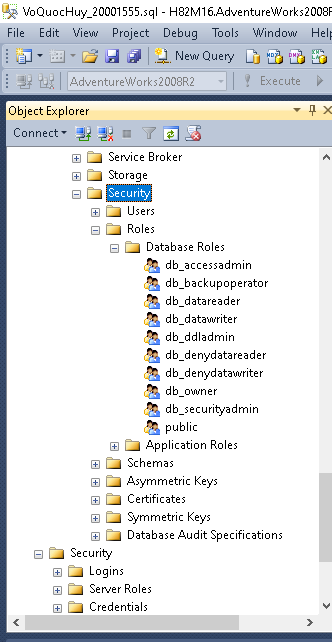 VoQuocHuy_20001555.sql - H82M16.AdventureWorks2008R
File Edit View Project Debug Window Help
New Query
AdventureWorks2008R2 Execute
Object Explorer
Connect
Service Broker
Storage
Security
Users
Roles
Database Roles
db_accessadmin
db_backupoperator
db_datareader
db_datawriter
db_ddladmin
db_denydatareader
db_denydatawriter
db_owner
db_securityadmin
public
Application Roles
Schemas
Asymmetric Keys
Certificates
Symmetric Keys
Database Audit Specifications
Security
Logins
Server Roles
Credentials